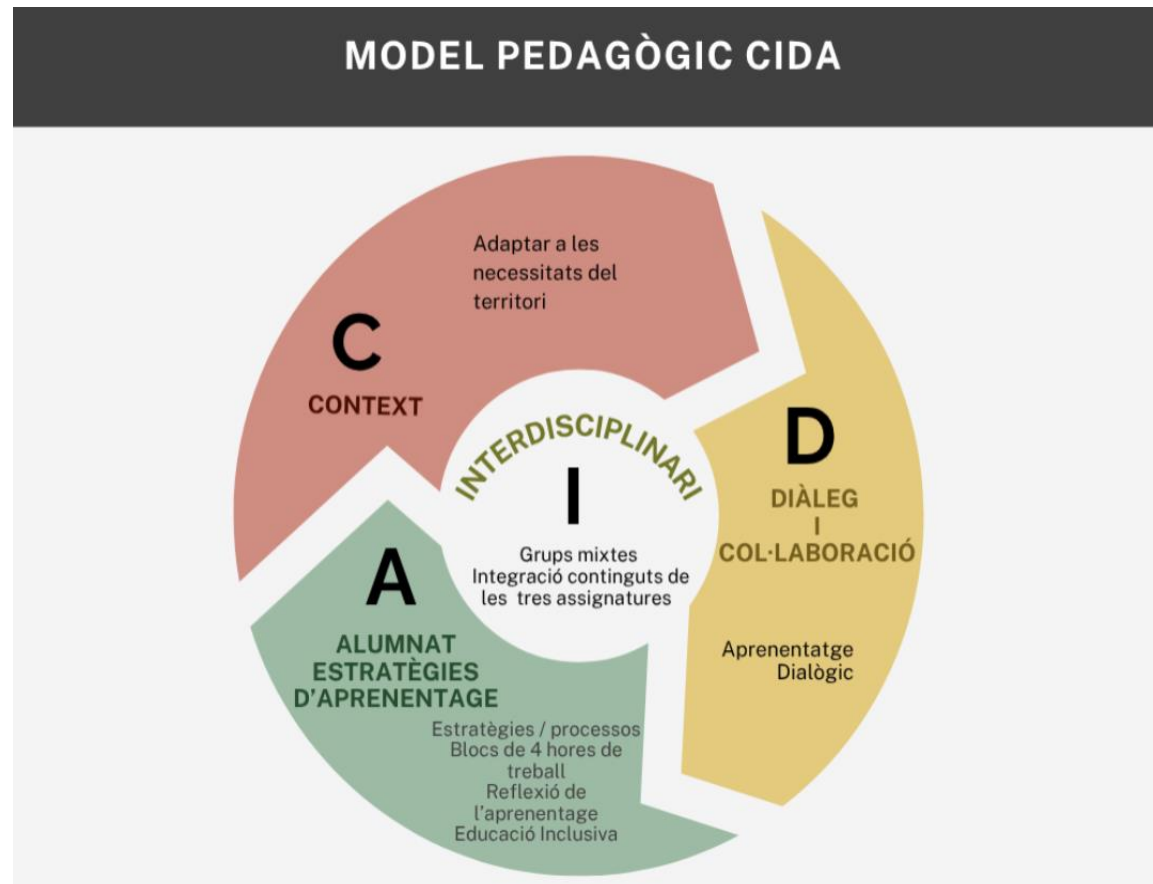 MODEL PEDAGÒGIC CIDA
Adaptar a les
necessitats del
territori
C
CONTEXT
INTERDISCIPLINARI
I
Grups mixtes
Integració continguts de
les tres assignatures
D
DIÀLEG
I
COL·LABORACIÓ
Aprenentatge
Dialògic
A
ALUMNAT
ESTRATÈGIES
D'APRENENTAGE
Estratègies / processos
Blocs de 4 hores de
treball
Reflexió de
l'aprenentage
Educació Inclusiva